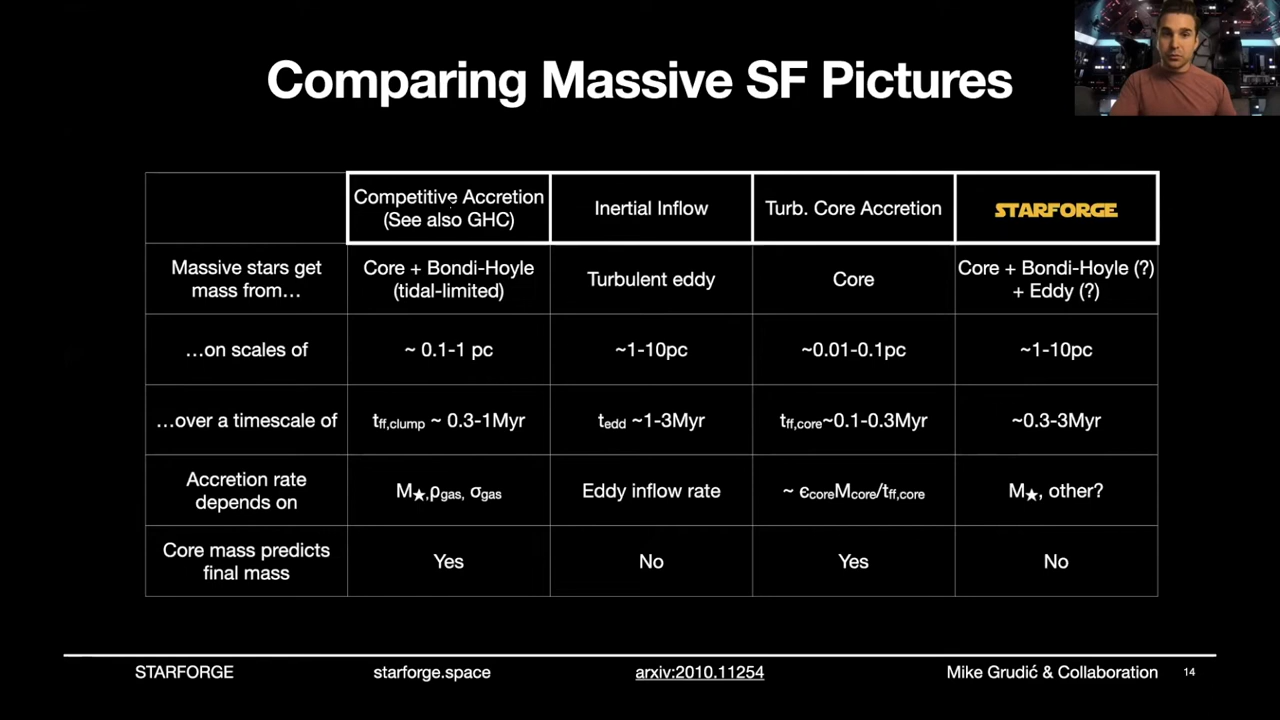 Comparing Massive SF Pictures
Competitive Accretion
(See also GHC)
Inertial Inflow
Turb. Core Accretion
STARFORGE
Massive stars get
mass from…
Core + Bondi-Hoyle
(tidal-limited)
Turbulent eddy
Core
Core + Bondi-Hoyle (?)
+ Eddy (?)
…on scales of
~ 0.1-1 pc
~1-10pc
~0.01-0.1pc
~1-10pc
…over a timescale of
tff,clump ~ 0.3-1Myr
tedd ~1-3Myr
tff,core~0.1-0.3Myr
~0.3-3Myr
Accretion rate
depends on
M★,ρgas, σgas
Eddy inflow rate
~ ϵcoreMcore/tff,core
M★, other?
Core mass predicts
final mass
Yes
No
Yes
No
STARFORGE
starforge.space
arxiv:2010.11254
Mike Grudić & Collaboration
14